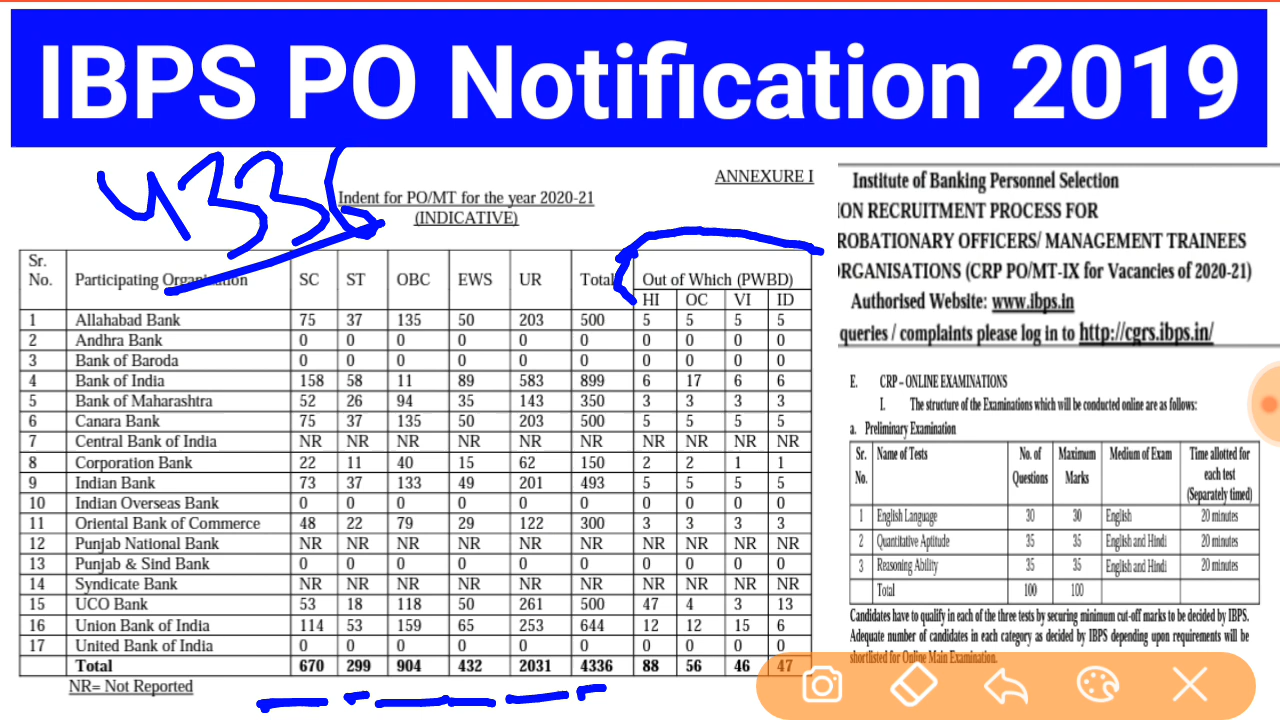 IBPS PO Notification 2019
4336
ANNEXURE I
Indent for PO/MT for the year 2020-21
(INDICATIVE)
Sr. No. Participating Organisation SC ST OBC EWS UR Total Out of Which (PWBD)
HI OC VI ID
1 Allahabad Bank 75 37 135 50 203 500 5 5 5 5
2 Andhra Bank 0 0 0 0 0 0 0 0 0 0
3 Bank of Baroda 0 0 0 0 0 0 0 0 0 0
4 Bank of India 158 58 11 89 583 899 6 17 6 6
5 Bank of Maharashtra 52 26 94 35 143 350 3 3 3 3
6 Canara Bank 75 37 135 50 203 500 5 5 5 5
7 Central Bank of India NR NR NR NR NR NR NR NR NR NR
8 Corporation Bank 22 11 40 15 62 150 2 2 1 1
9 Indian Bank 73 37 133 49 201 493 5 5 5 5
10 Indian Overseas Bank 0 0 0 0 0 0 0 0 0 0
11 Oriental Bank of Commerce 48 22 79 29 122 300 3 3 3 3
12 Punjab National Bank NR NR NR NR NR NR NR NR NR NR
13 Punjab & Sind Bank 0 0 0 0 0 0 0 0 0 0
14 Syndicate Bank NR NR NR NR NR NR NR NR NR NR
15 UCO Bank 53 18 118 50 261 500 47 4 3 13
16 Union Bank of India 114 53 159 65 253 644 12 12 15 6
17 United Bank of India 0 0 0 0 0 0 0 0 0 0
Total 670 299 904 432 2031 4336 88 56 46 47
NR= Not Reported
Institute of Banking Personnel Selection
ION RECRUITMENT PROCESS FOR
ROBATIONARY OFFICERS/ MANAGEMENT TRAINEES
RGANISATIONS (CRP PO/MT-IX for Vacancies of 2020-21)
Authorised Website: www.ibps.in
queries / complaints please log in to http://cgrs.ibps.in/
E. CRP – ONLINE EXAMINATIONS
I. The structure of the Examinations which will be conducted online are as follows:
a. Preliminary Examination
Sr. No. Name of Tests No. of Questions Maximum Marks Medium of Exam Time allotted for each test (Separately timed)
1 English Language 30 30 English 20 minutes
2 Quantitative Aptitude 35 35 English and Hindi 20 minutes
3 Reasoning Ability 35 35 English and Hindi 20 minutes
Total 100 100
Candidates have to qualify in each of the three tests by securing minimum cut-off marks to be decided by IBPS.
Adequate number of candidates in each category as decided by IBPS depending upon requirements will be
shortlisted for Online Main Examination.